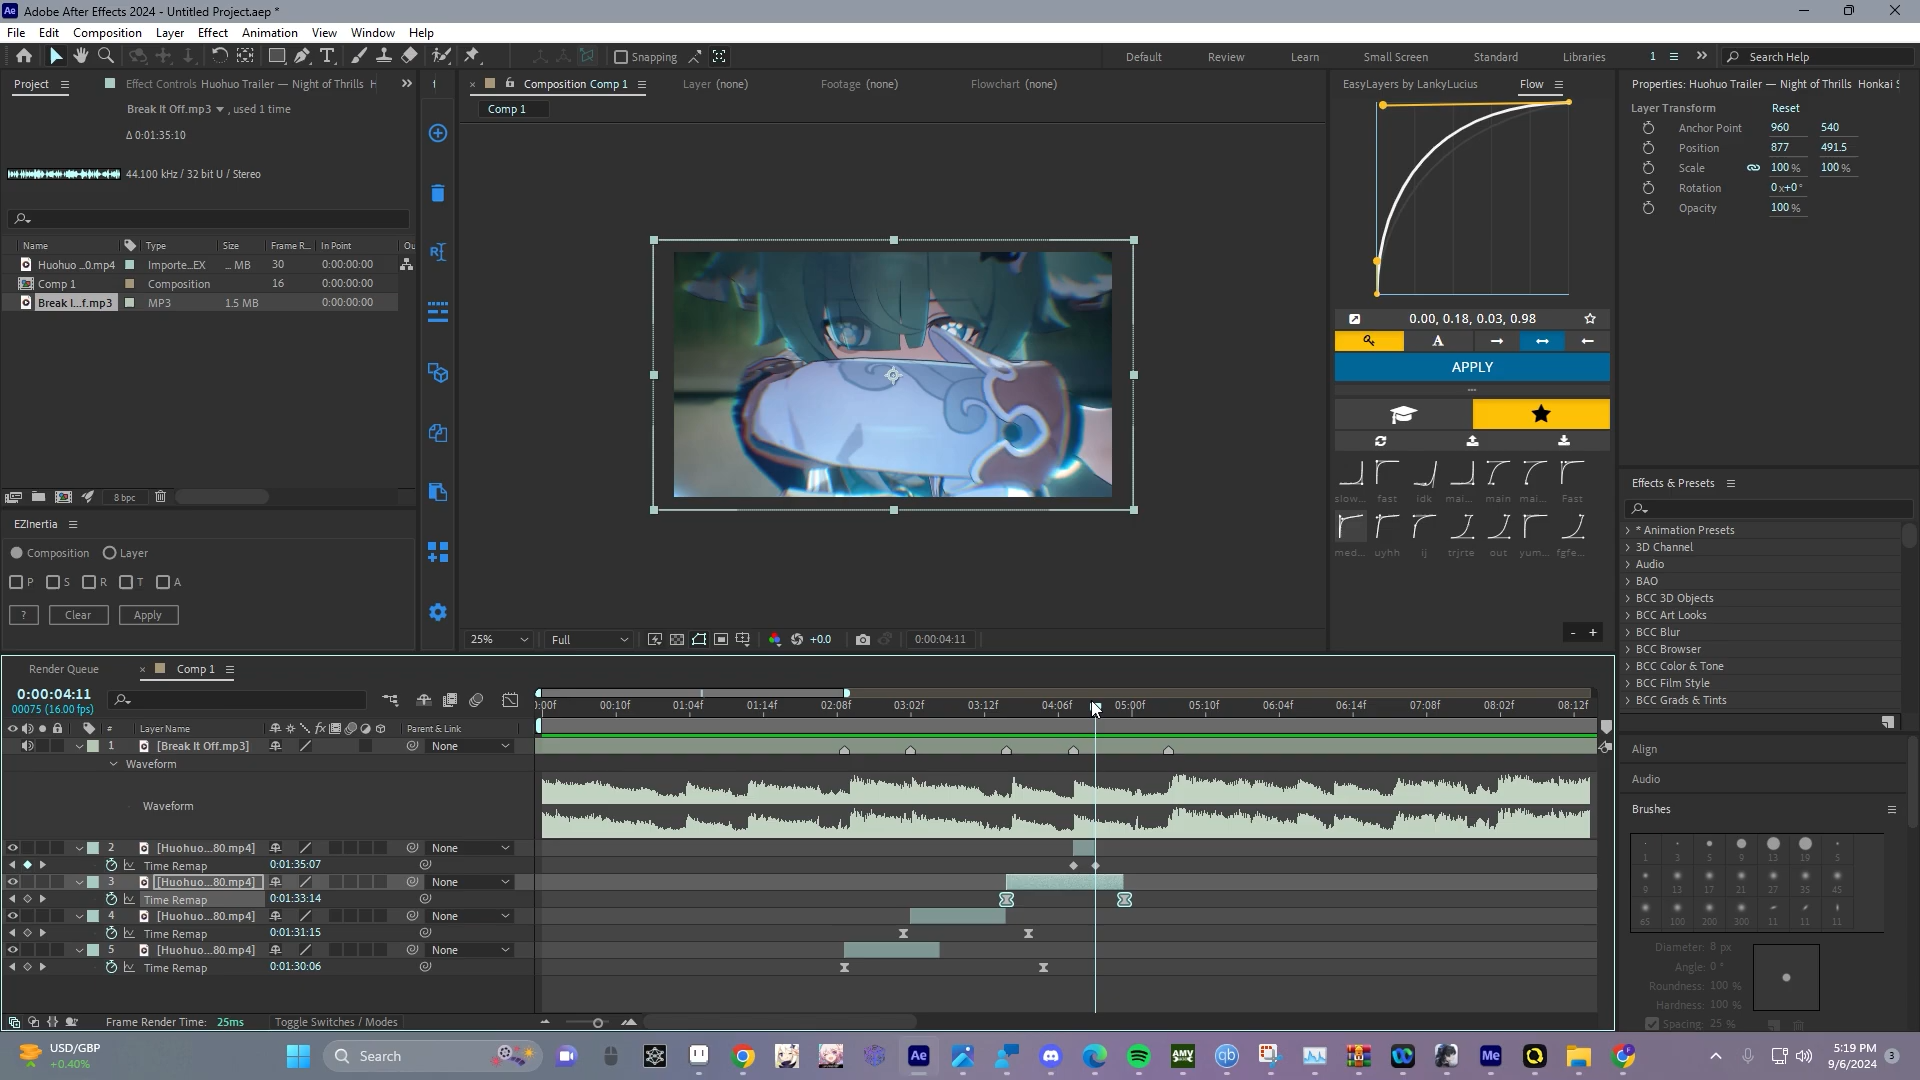 Adobe After Effects 2024 - Untitled Project.aep *
File Edit Composition Layer Effect Animation View Window Help
Snapping
Default Review Learn Small Screen Standard Libraries 1 Search Help
Project Effect Controls Huohuo Trailer — Night of Thrills H
Break It Off.mp3 , used 1 time
Δ 0:01:35:10
44.100 kHz / 32 bit U / Stereo
Name Type Size Frame R... In Point Ou
Huohuo _0.mp4 Importe...EX ... MB 30 0:00:00:00
Comp 1 Composition 16 0:00:00:00
Break I...f.mp3 MP3 1.5 MB 0:00:00:00
8 bpc
EZInertia
Composition Layer
P S R T A
? Clear Apply
Composition Comp 1 Layer (none) Footage (none) Flowchart (none)
Comp 1
25% Full +0.0 0:00:04:11
EasyLayers by LankyLucius Flow
0.00, 0.18, 0.03, 0.98
A
APPLY
slow... fast idk mai... main mai... Fast
med... uyhh ij trjrte out yum... fgfe...
- +
Properties: Huohuo Trailer — Night of Thrills Honkai S
Layer Transform Reset
Anchor Point 960 540
Position 877 491.5
Scale 100 % 100 %
Rotation 0x+0°
Opacity 100 %
Effects & Presets
* Animation Presets
3D Channel
Audio
BAO
BCC 3D Objects
BCC Art Looks
BCC Blur
BCC Browser
BCC Color & Tone
BCC Film Style
BCC Grads & Tints
Align
Audio
Brushes
1 3 5 9 13 19 5
9 13 17 21 27 35 45
65 100 200 300 11 11 11
Diameter: 8 px
Angle: 0 °
Roundness: 100 %
Hardness: 100 %
Spacing: 25 %
Render Queue Comp 1
0:00:04:11
00075 (16.00 fps)
:00f 00:10f 01:04f 01:14f 02:08f 03:02f 03:12f 04:06f 05:00f 05:10f 06:04f 06:14f 07:08f 08:02f 08:12f
# Layer Name fx Parent & Link
1 [Break It Off.mp3] None
Waveform
Waveform
2 [Huohuo...80.mp4] None
Time Remap 0:01:35:07
3 [Huohuo...80.mp4] None
Time Remap 0:01:33:14
4 [Huohuo...80.mp4] None
Time Remap 0:01:31:15
5 [Huohuo...80.mp4] None
Time Remap 0:01:30:06
Frame Render Time: 25ms Toggle Switches / Modes
USD/GBP
+0.40%
Search
Ae
AMV
qb
Me
5:19 PM
9/6/2024
3